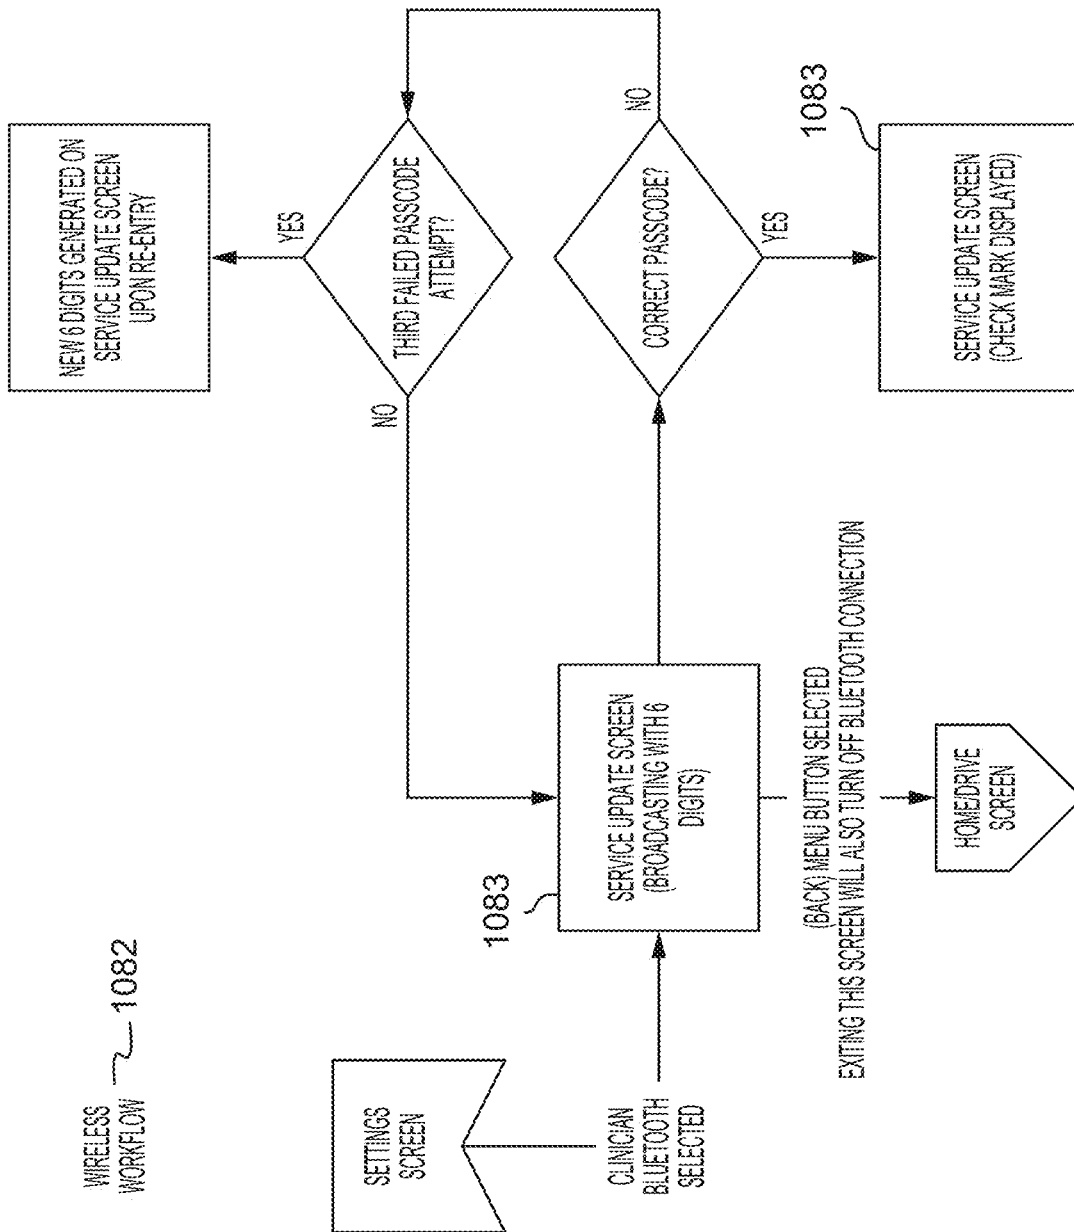 WIRELESS
WORKFLOW
1082
SETTINGS
SCREEN
CLINICIAN
BLUETOOTH
SELECTED
1083
SERVICE UPDATE SCREEN
(BROADCASTING WITH 6
DIGITS)
(BACK) MENU BUTTON SELECTED
EXITING THIS SCREEN WILL ALSO TURN OFF BLUETOOTH CONNECTION
HOME/DRIVE
SCREEN
NEW 6 DIGITS GENERATED ON
SERVICE UPDATE SCREEN
UPON RE-ENTRY
YES
THIRD FAILED PASSCODE
ATTEMPT?
NO
CORRECT PASSCODE?
NO
YES
1083
SERVICE UPDATE SCREEN
(CHECK MARK DISPLAYED)